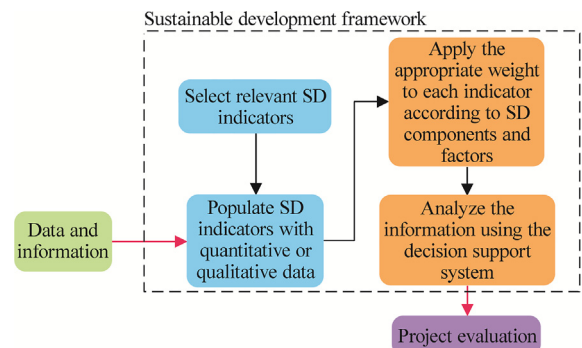 Sustainable development framework
Select relevant SD
indicators
Populate SD
indicators with
quantitative or
qualitative data
Data and
information
Apply the
appropriate weight
to each indicator
according to SD
components and
factors
Analyze the
information using the
decision support
system
Project evaluation